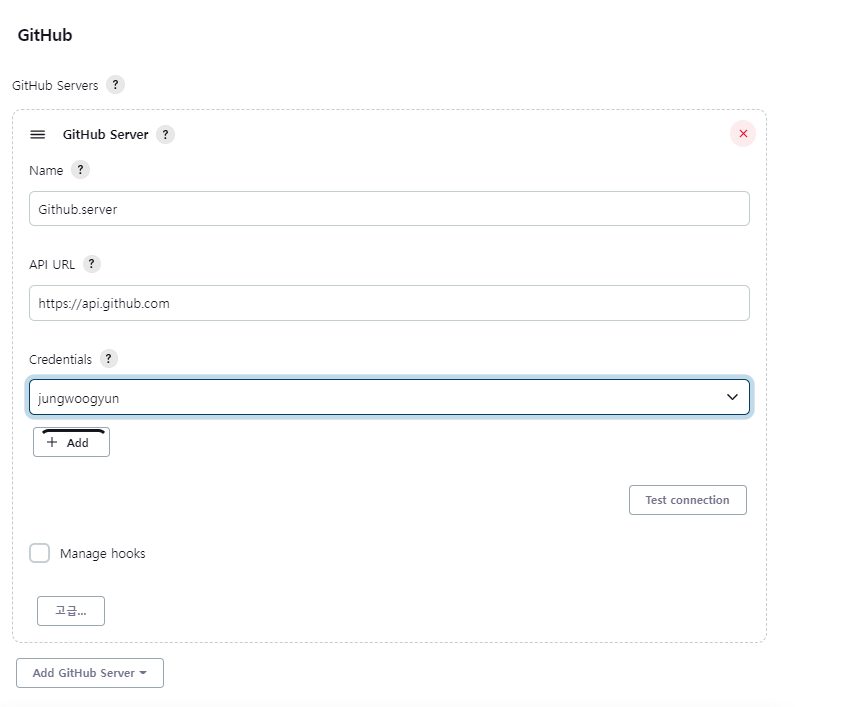 GitHub
GitHub Servers ?
GitHub Server ?
Name ?
Github.server
API URL ?
https://api.github.com
Credentials ?
jungwoogyun
+ Add
Test connection
Manage hooks
고급...
Add GitHub Server